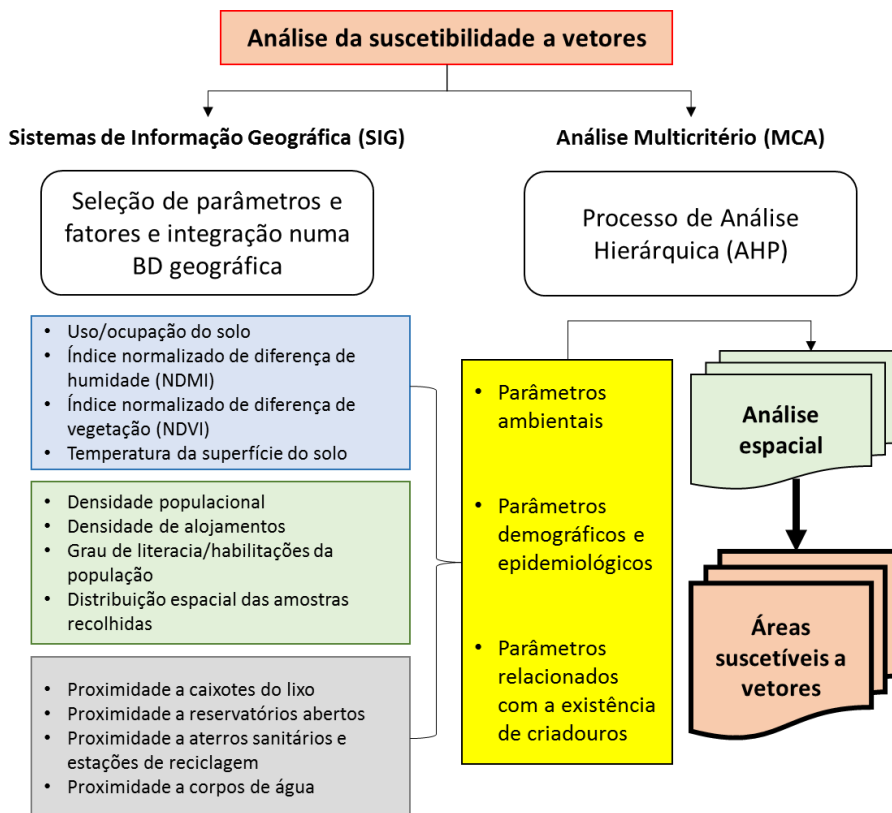 Análise da suscetibilidade a vetores
Sistemas de Informação Geográfica (SIG)
Seleção de parâmetros e
fatores e integração numa
BD geográfica
• Uso/ocupação do solo
• Índice normalizado de diferença de
humidade (NDMI)
• Índice normalizado de diferença de
vegetação (NDVI)
• Temperatura da superfície do solo
• Densidade populacional
• Densidade de alojamentos
• Grau de literacia/habilitações da
população
• Distribuição espacial das amostras
recolhidas
• Proximidade a caixotes do lixo
• Proximidade a reservatórios abertos
• Proximidade a aterros sanitários e
estações de reciclagem
• Proximidade a corpos de água
Análise Multicritério (MCA)
Processo de Análise
Hierárquica (AHP)
• Parâmetros
ambientais
• Parâmetros
demográficos e
epidemiológicos
• Parâmetros
relacionados
com a existência
de criadouros
Análise
espacial
Áreas
suscetíveis a
vetores